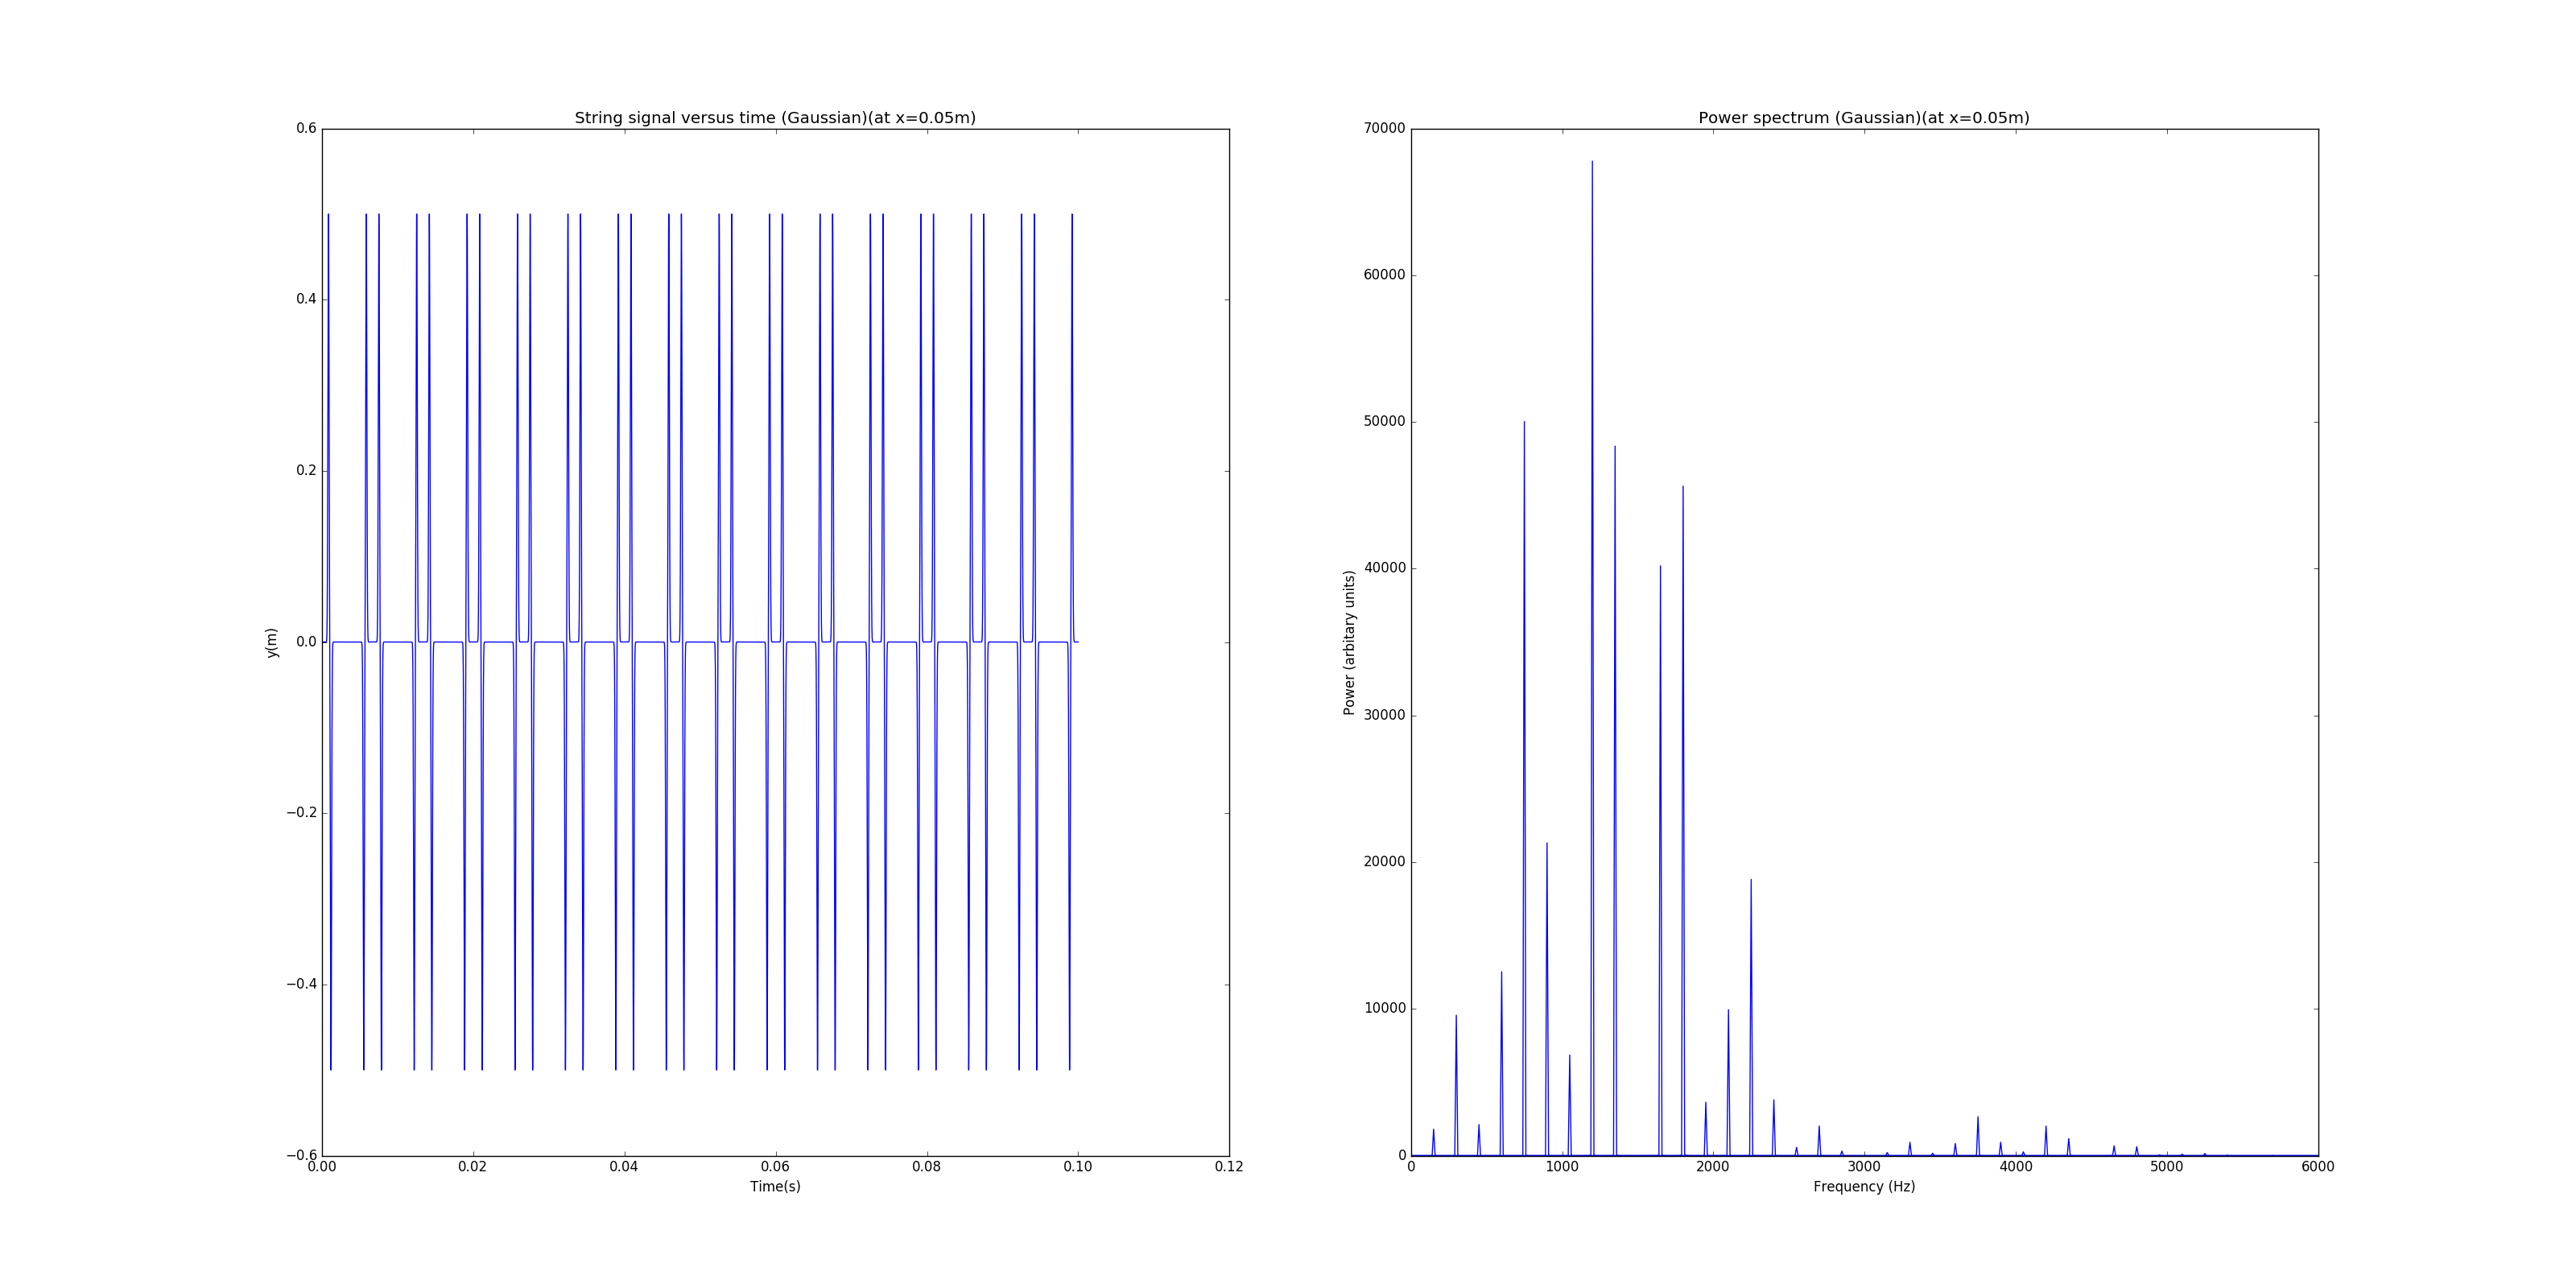 String signal versus time (Gaussian)(at x=0.05m)
0.6
0.4
0.2
0.0
−0.2
−0.4
−0.6
y(m)
0.00 0.02 0.04 0.06 0.08 0.10 0.12
Time(s)
Power spectrum (Gaussian)(at x=0.05m)
70000
60000
50000
40000
30000
20000
10000
0
Power (arbitary units)
0 1000 2000 3000 4000 5000 6000
Frequency (Hz)